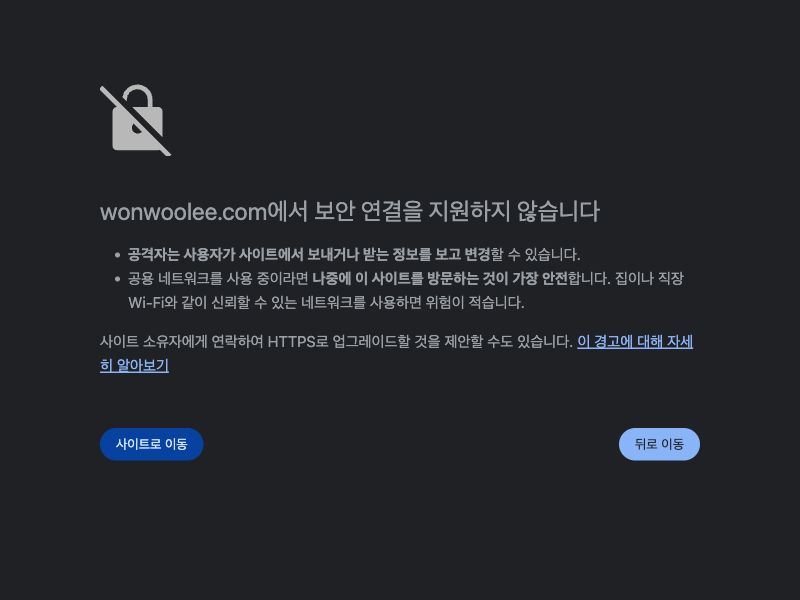 wonwoolee.com에서 보안 연결을 지원하지 않습니다
• 공격자는 사용자가 사이트에서 보내거나 받는 정보를 보고 변경할 수 있습니다.
• 공용 네트워크를 사용 중이라면 나중에 이 사이트를 방문하는 것이 가장 안전합니다. 집이나 직장
Wi-Fi와 같이 신뢰할 수 있는 네트워크를 사용하면 위험이 적습니다.
사이트 소유자에게 연락하여 HTTPS로 업그레이드할 것을 제안할 수도 있습니다. 이 경고에 대해 자세
히 알아보기
사이트로 이동
뒤로 이동